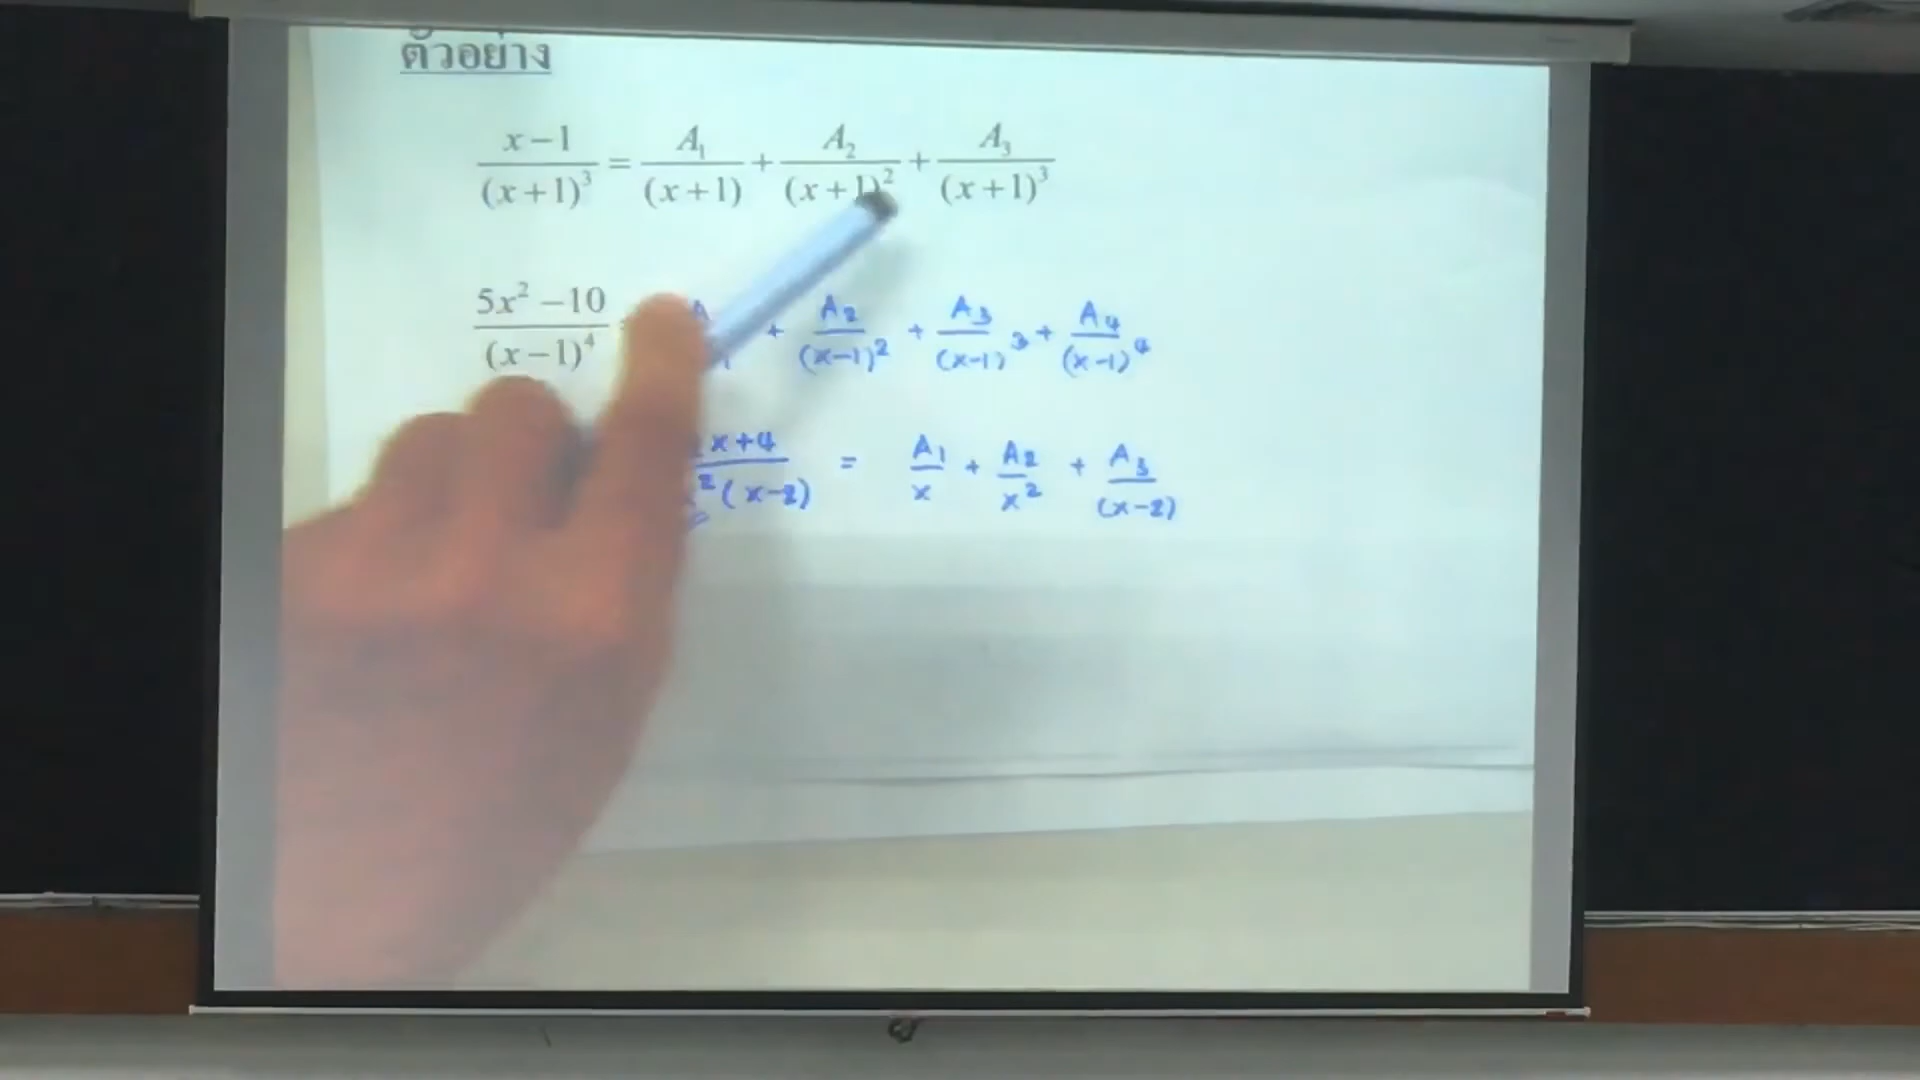 ตัวอย่าง
x−1/(x+1)³ = A₁/(x+1) + A₂/(x+1)² + A₃/(x+1)³
5x²−10/(x−1)⁴ A + A₂/(x−1)² + A₃/(x−1)³ + A₄/(x−1)⁴
x+4/²(x−2) = A₁/x + A₂/x² + A₃/(x−2)